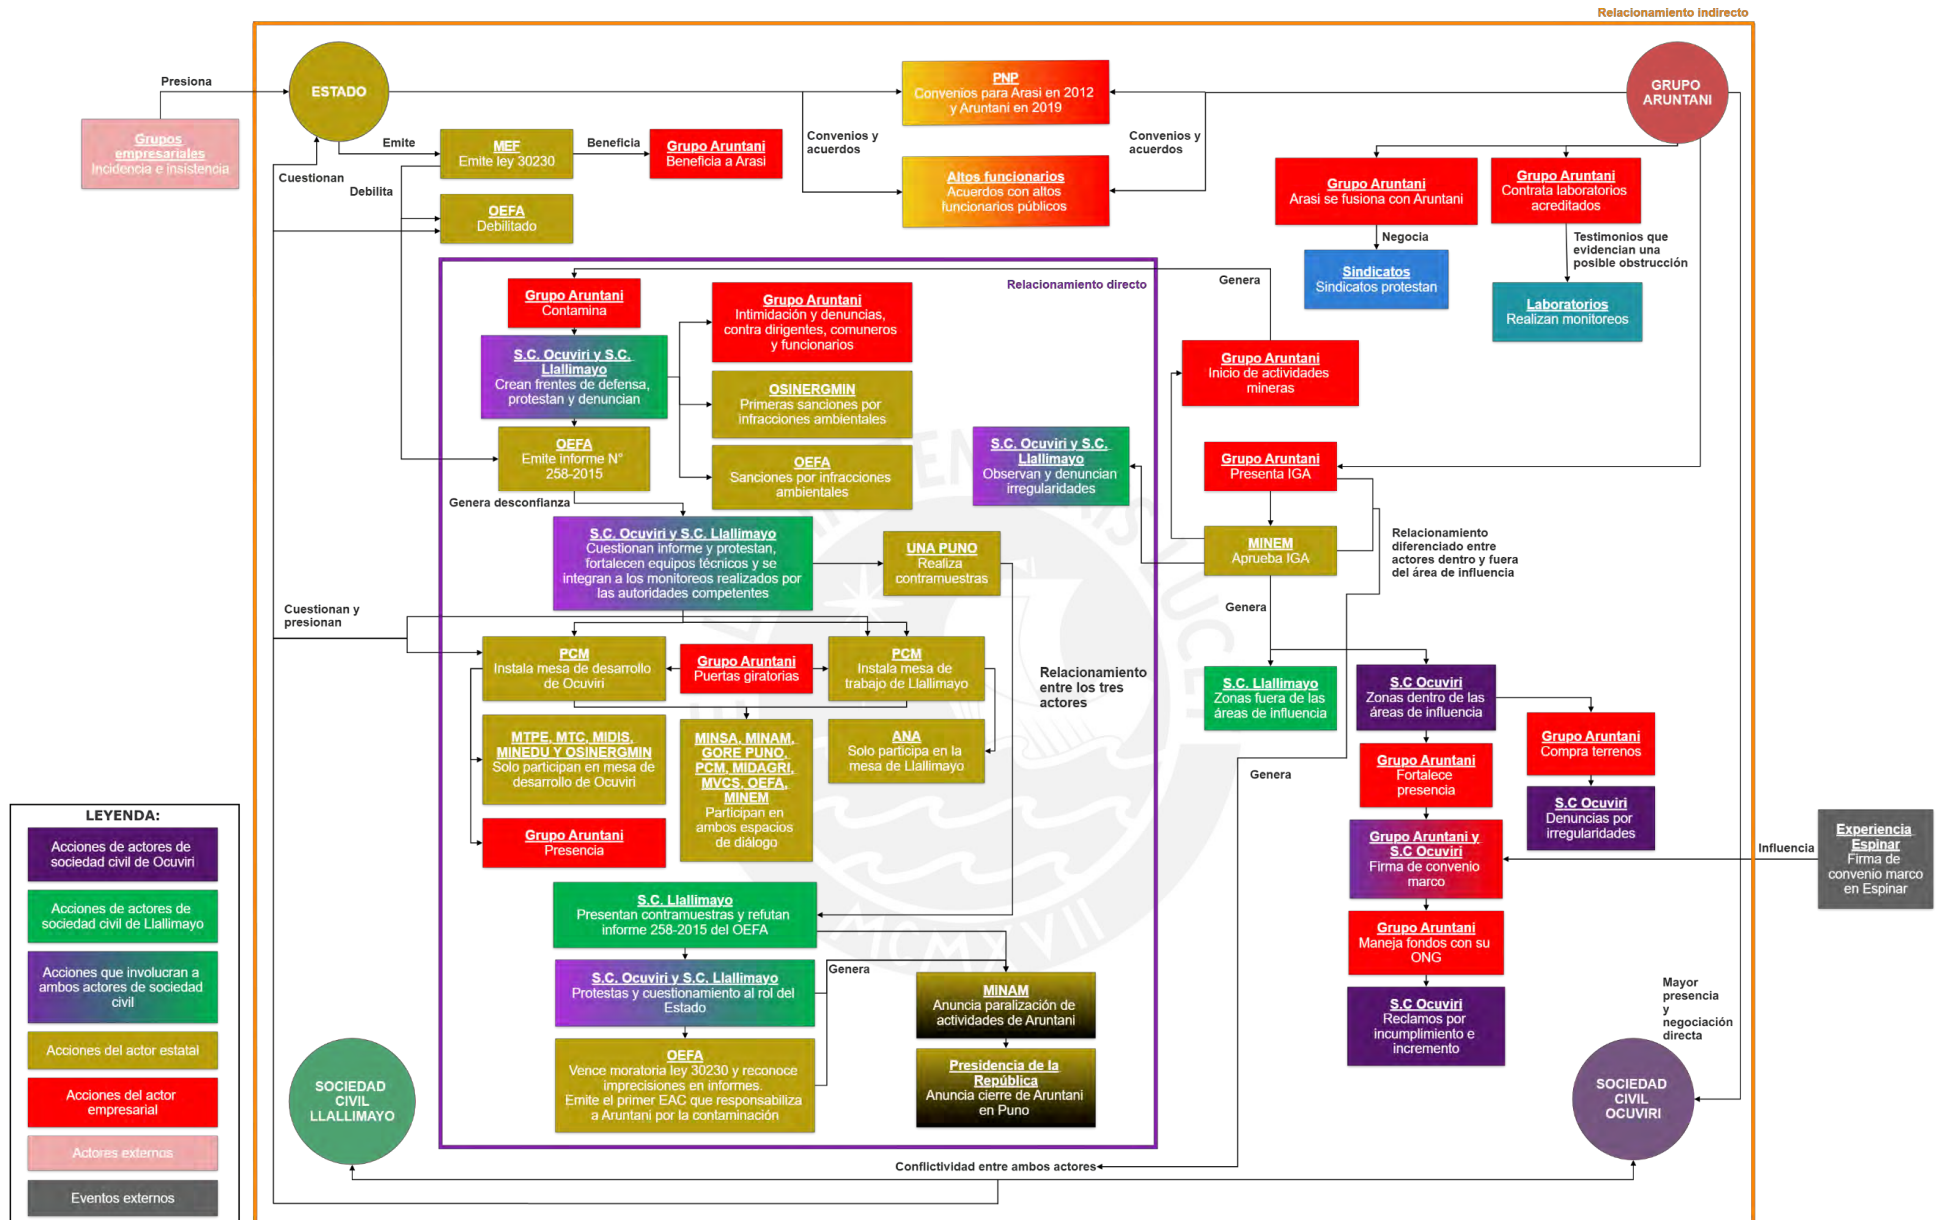 Relacionamiento indirecto
Presiona
ESTADO
Grupos
empresariales
Incidencia e insistencia
PNP
Convenios para Arasi en 2012
y Aruntani en 2019
GRUPO
ARUNTANI
Emite
MEF
Emite ley 30230
Beneficia
Grupo Aruntani
Beneficia a Arasi
Convenios y
acuerdos
Convenios y
acuerdos
Cuestionan
Debilita
Altos funcionarios
Acuerdos con altos
funcionarios públicos
OEFA
Debilitado
Grupo Aruntani
Arasi se fusiona con Aruntani
Grupo Aruntani
Contrata laboratorios
acreditados
Negocia
Testimonios que
evidencian una
posible obstrucción
Sindicatos
Sindicatos protestan
Laboratorios
Realizan monitoreos
Relacionamiento directo
Genera
Grupo Aruntani
Contamina
Grupo Aruntani
Intimidación y denuncias,
contra dirigentes, comuneros
y funcionarios
S.C. Ocuviri y S.C.
Llallimayo
Crean frentes de defensa,
protestan y denuncian
OSINERGMIN
Primeras sanciones por
infracciones ambientales
Grupo Aruntani
Inicio de actividades
mineras
OEFA
Emite informe N°
258-2015
OEFA
Sanciones por infracciones
ambientales
S.C. Ocuviri y S.C.
Llallimayo
Observan y denuncian
irregularidades
Grupo Aruntani
Presenta IGA
Genera desconfianza
S.C. Ocuviri y S.C. Llallimayo
Cuestionan informe y protestan,
fortalecen equipos técnicos y se
integran a los monitoreos realizado por
las autoridades competentes
UNA PUNO
Realiza
contramuestras
MINEM
Aprueba IGA
Relacionamiento
diferenciado entre
actores dentro y fuera
del área de influencia
Genera
Cuestionan y
presionan
PCM
Instala mesa de desarrollo
de Ocuviri
Grupo Aruntani
Puertas giratorias
PCM
Instala mesa de
trabajo de Llallimayo
Relacionamiento
entre los tres
actores
S.C. Llallimayo
Zonas fuera de las
áreas de influencia
S.C Ocuviri
Zonas dentro de las
áreas de influencia
MTPE, MTC, MIDIS,
MINEDU Y OSINERGMIN
Solo participan en mesa de
desarrollo de Ocuviri
MINSA, MINAM,
GORE PUNO,
PCM, MIDAGRI,
MVCS, OEFA,
MINEM
Participan en
ambos espacios
de diálogo
ANA
Solo participa en la
mesa de Llallimayo
Grupo Aruntani
Compra terrenos
Grupo Aruntani
Fortalece
presencia
Genera
S.C Ocuviri
Denuncias por
irregularidades
Grupo Aruntani
Presencia
Grupo Aruntani y
S.C Ocuviri
Firma de convenio
marco
Influencia
Experiencia
Espinar
Firma de
convenio marco
en Espinar
S.C. Llallimayo
Presentan contramuestras y refutan
informe 258-2015 del OEFA
Grupo Aruntani
Maneja fondos con su
ONG
S.C. Ocuviri y S.C. Llallimayo
Protestas y cuestionamiento al rol del
Estado
Genera
MINAM
Anuncia paralización de
actividades de Aruntani
S.C Ocuviri
Reclamos por
incumplimiento e
incremento
Mayor
presencia
y
negociación
directa
OEFA
Vence moratoria ley 30230 y reconoce
imprecisiones en informes.
Emite el primer EAC que responsabiliza
a Aruntani por la contaminación
Presidencia de la
República
Anuncia cierre de Aruntani
en Puno
SOCIEDAD
CIVIL
LLALLIMAYO
SOCIEDAD
CIVIL
OCUVIRI
Conflictividad entre ambos actores
LEYENDA:
Acciones de actores de
sociedad civil de Ocuviri
Acciones de actores de
sociedad civil de Llallimayo
Acciones que involucran a
ambos actores de sociedad
civil
Acciones del actor estatal
Acciones del actor
empresarial
Actores externos
Eventos externos
MCMXVII